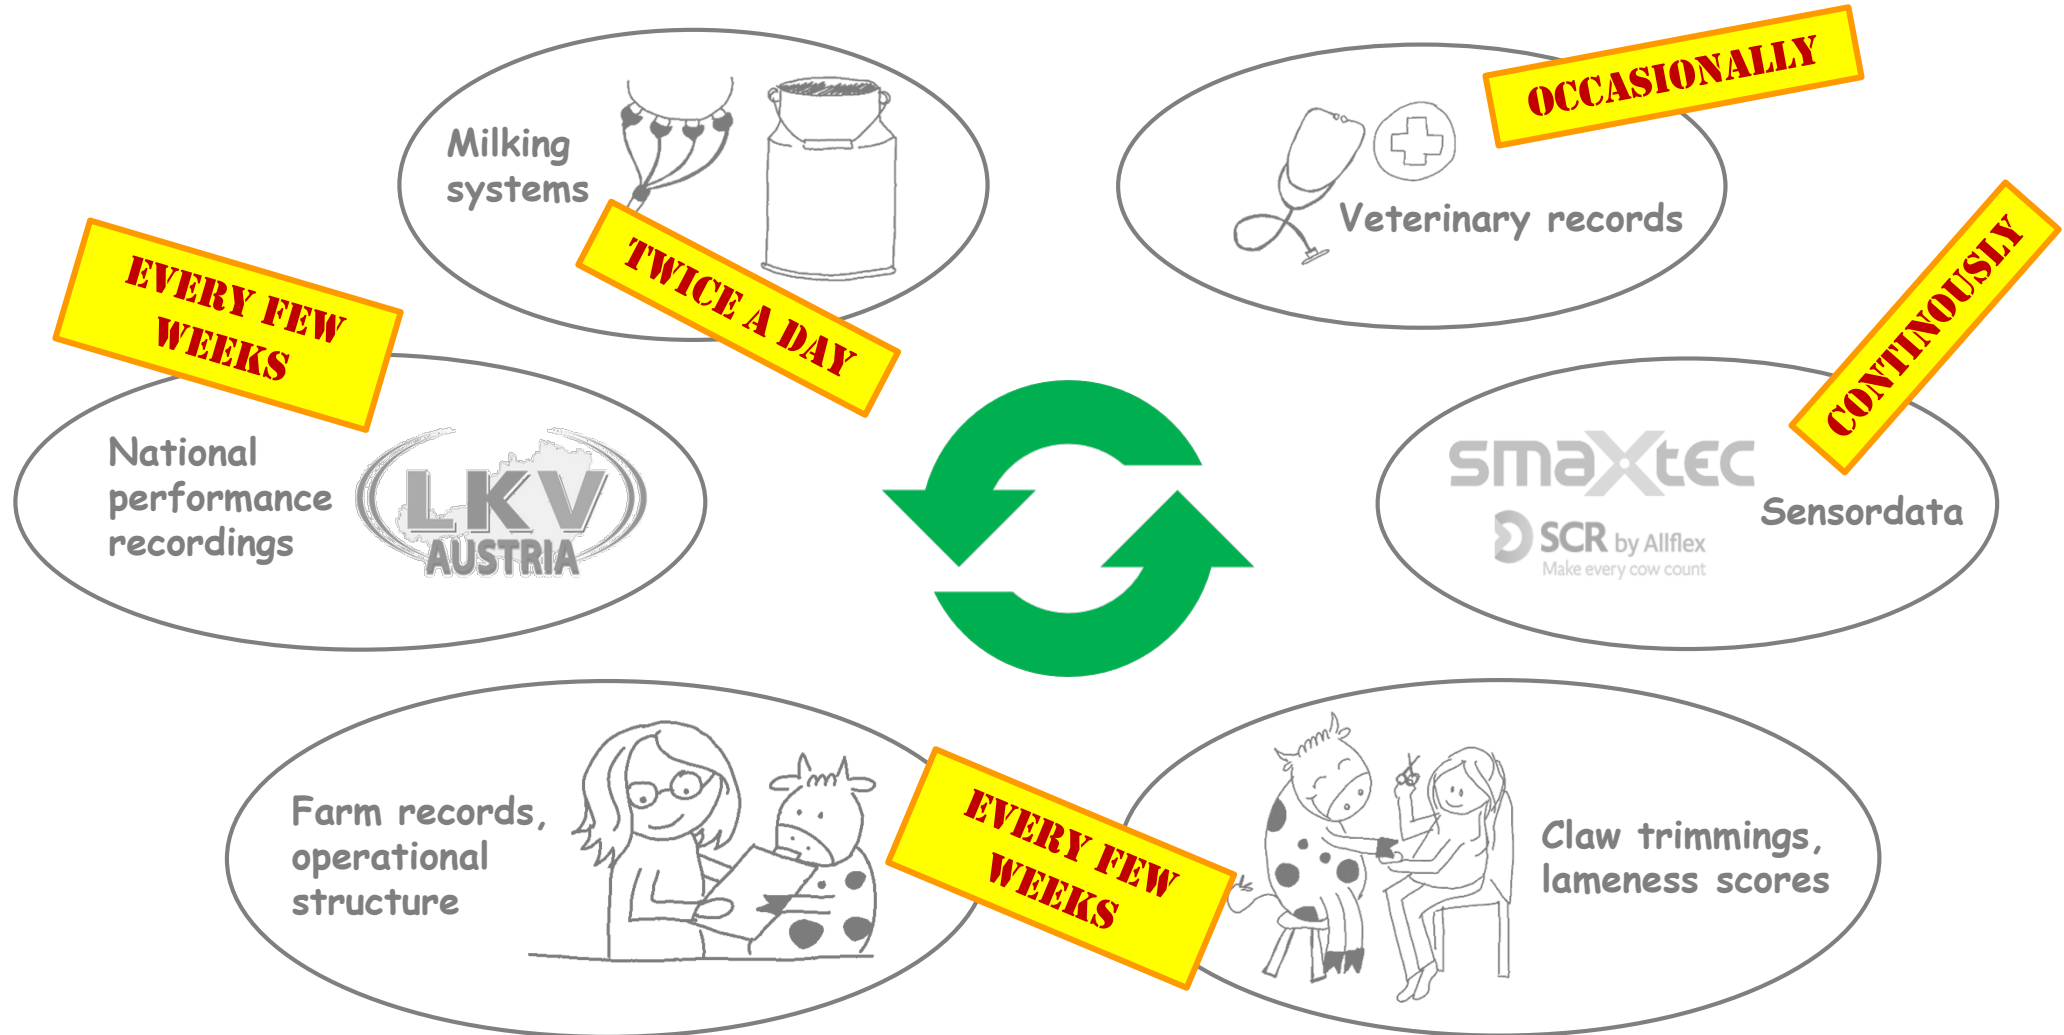 Milking
systems
TWICE A DAY
OCCASIONALLY
Veterinary records
EVERY FEW
WEEKS
National
performance
recordings
LKV
AUSTRIA
CONTINOUSLY
smaxtec
SCR by Allflex
Make every cow count
Sensordata
Farm records,
operational
structure
EVERY FEW
WEEKS
Claw trimmings,
lameness scores